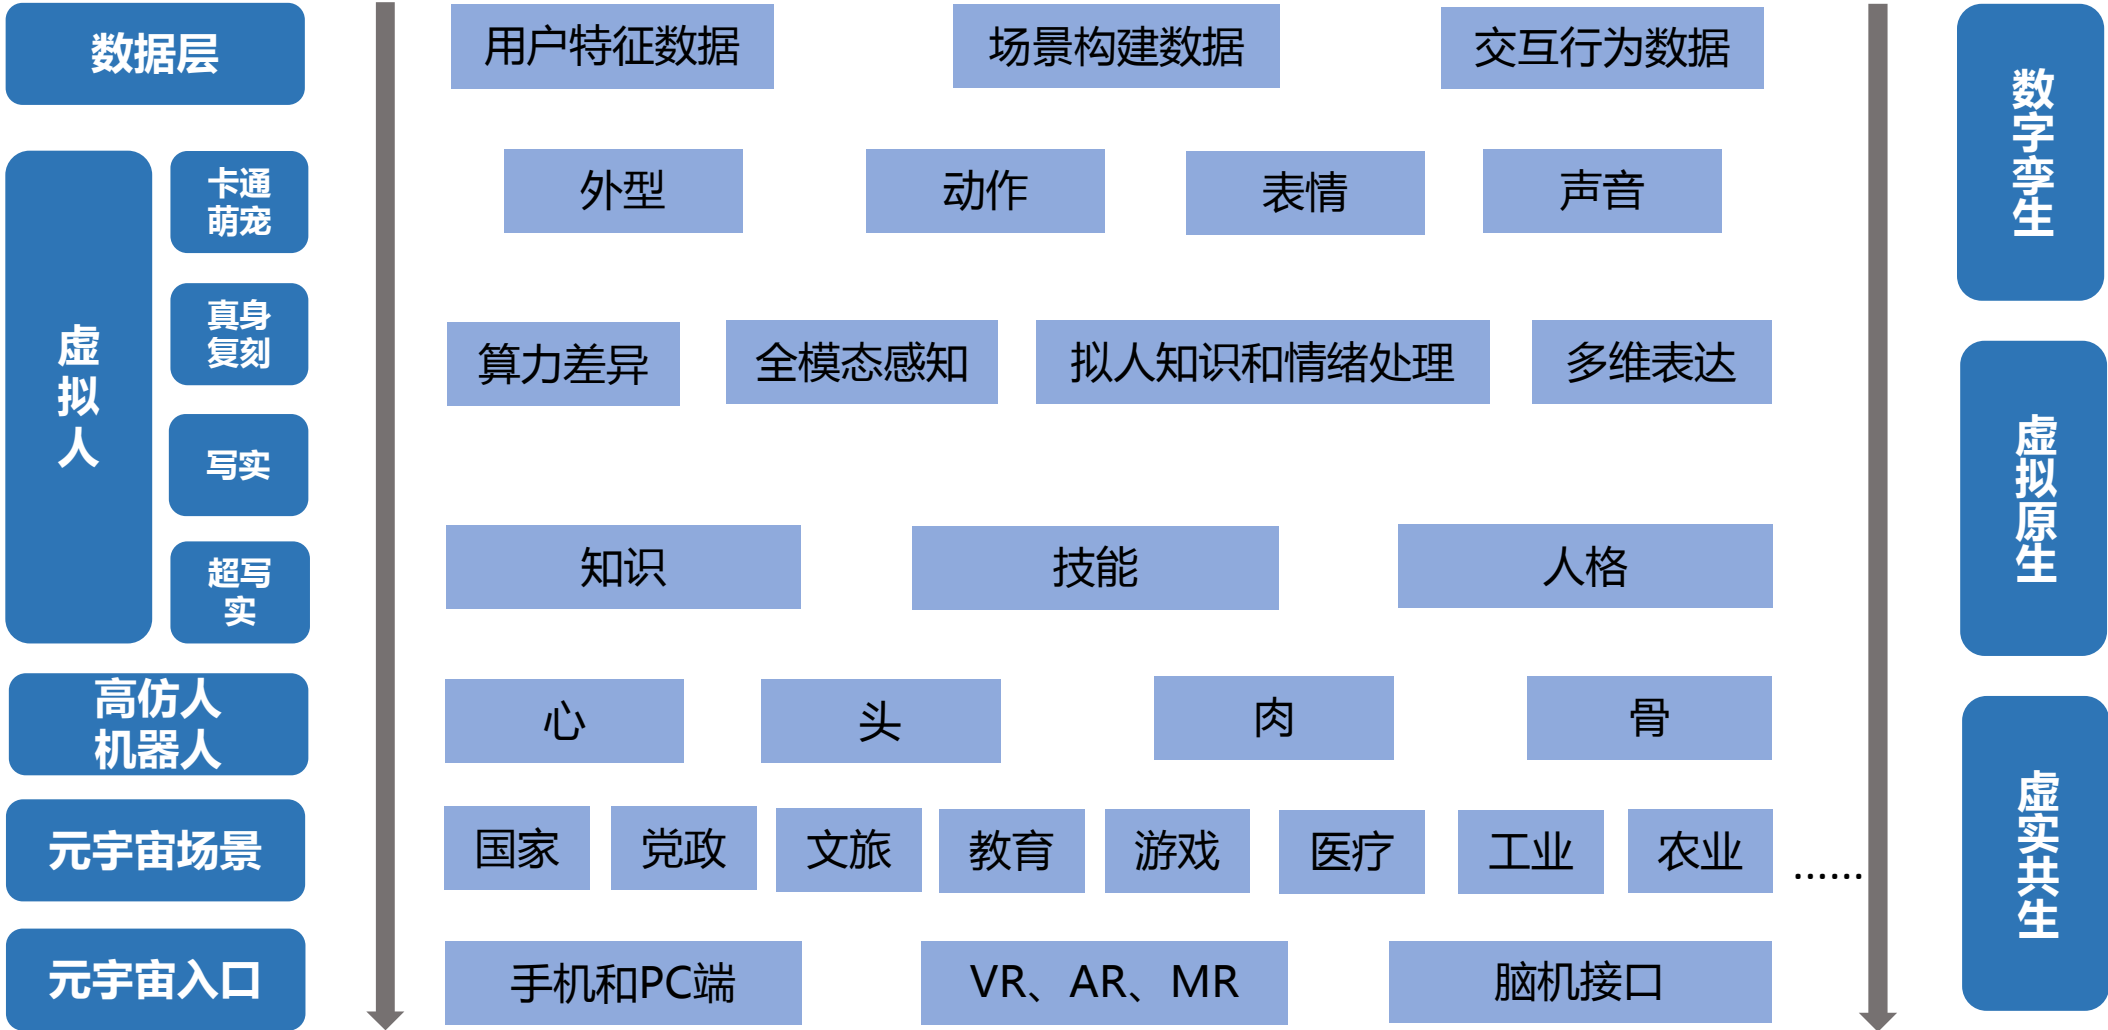 数据层
用户特征数据
场景构建数据
交互行为数据
数字孪生
虚拟人
卡通
萌宠
外型
动作
表情
声音
真身
复刻
算力差异
全模态感知
拟人知识和情绪处理
多维表达
虚拟原生
写实
超写
实
知识
技能
人格
高仿人
机器人
心
头
肉
骨
虚实共生
元宇宙场景
国家
党政
文旅
教育
游戏
医疗
工业
农业
......
元宇宙入口
手机和PC端
VR、AR、MR
脑机接口